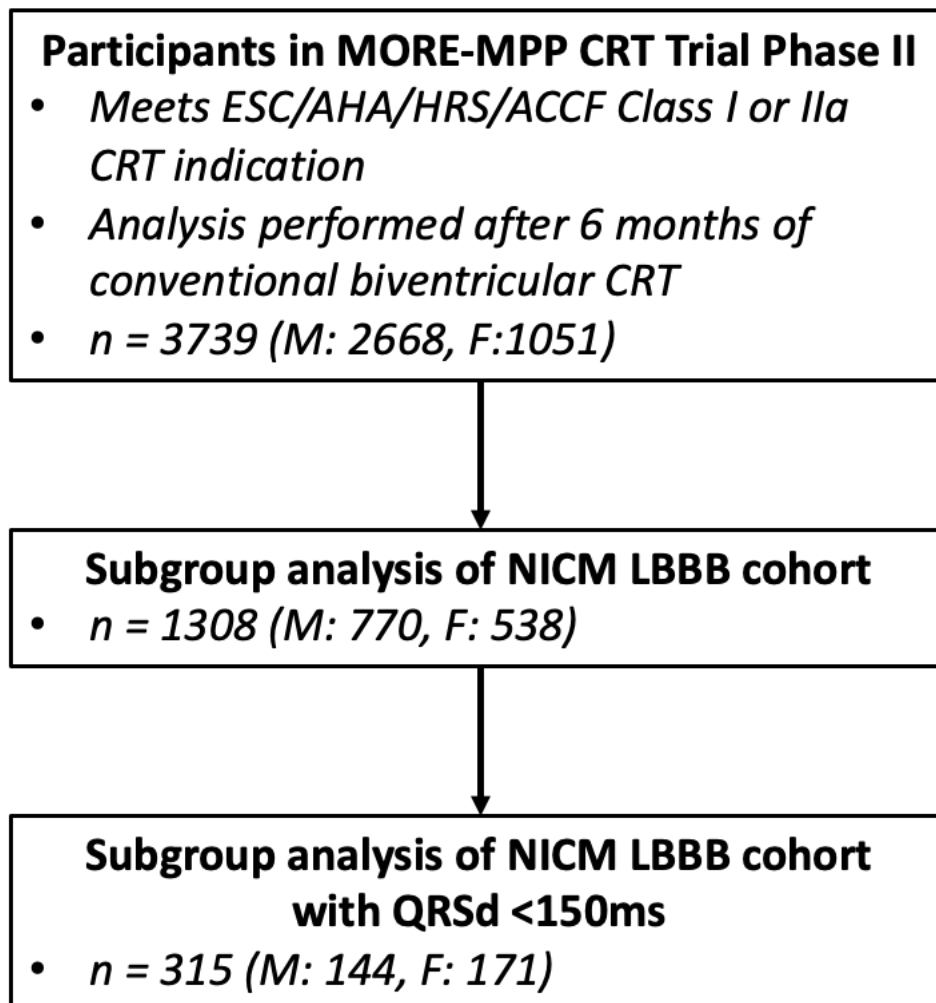 Participants in MORE-MPP CRT Trial Phase II
• Meets ESC/AHA/HRS/ACCF Class I or IIa
CRT indication
• Analysis performed after 6 months of
conventional biventricular CRT
• n = 3739 (M: 2668, F:1051)
Subgroup analysis of NICM LBBB cohort
• n = 1308 (M: 770, F: 538)
Subgroup analysis of NICM LBBB cohort
with QRSd <150ms
• n = 315 (M: 144, F: 171)